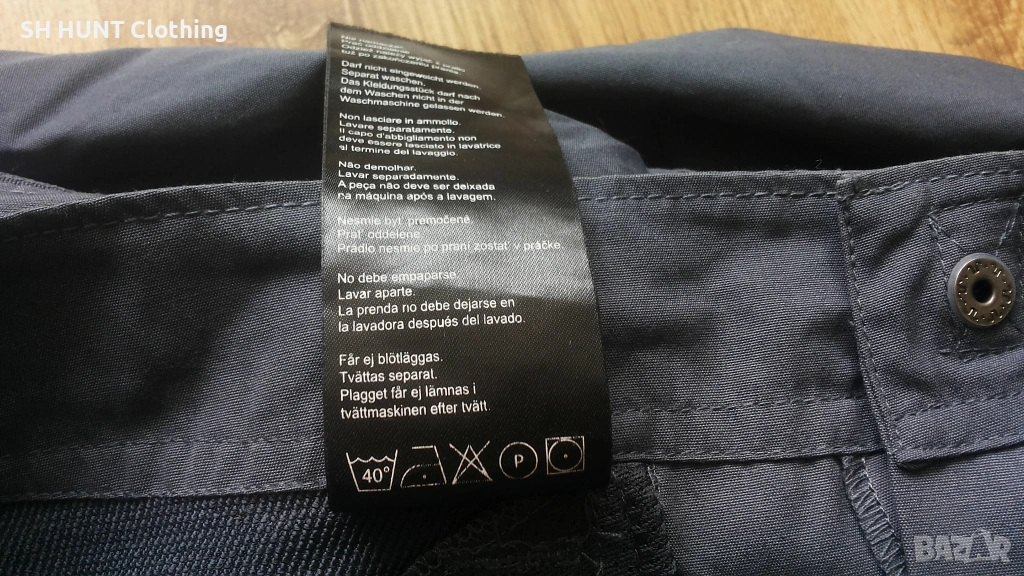 SH HUNT Clothing
Darf nicht eingeweicht werden.
Separat waschen.
Das Kleidungsstück darf nach
dem Waschen nicht in der
Waschmaschine gelassen werden.
Non lasciare in ammollo.
Lavare separatamente.
Il capo d'abbigliamento non
deve essere lasciato in lavatrice
al termine del lavaggio.
Não demolhar.
Lavar separadamente.
A peça não deve ser deixada
na máquina após a lavagem.
Nesmie byť premočené.
Prať oddelene.
Prádlo nesmie po praní zostať v práčke.
No debe empaparse.
Lavar aparte.
La prenda no debe dejarse en
la lavadora después del lavado.
Får ej blötläggas.
Tvättas separat.
Plagget får ej lämnas i
tvättmaskinen efter tvätt.
40° P
BAZAR